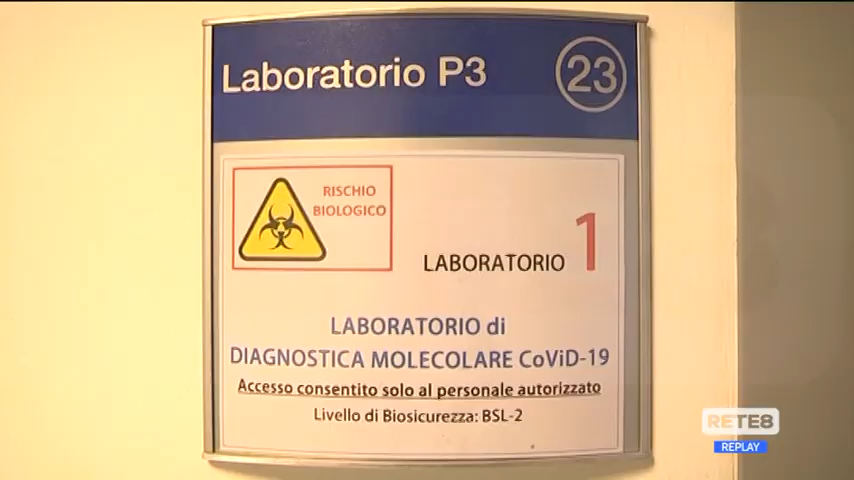 Laboratorio P3
23
RISCHIO
BIOLOGICO
LABORATORIO 1
LABORATORIO di
DIAGNOSTICA MOLECOLARE CoViD-19
Accesso consentito solo al personale autorizzato
Livello di Biosicurezza: BSL-2
RETE8
REPLAY